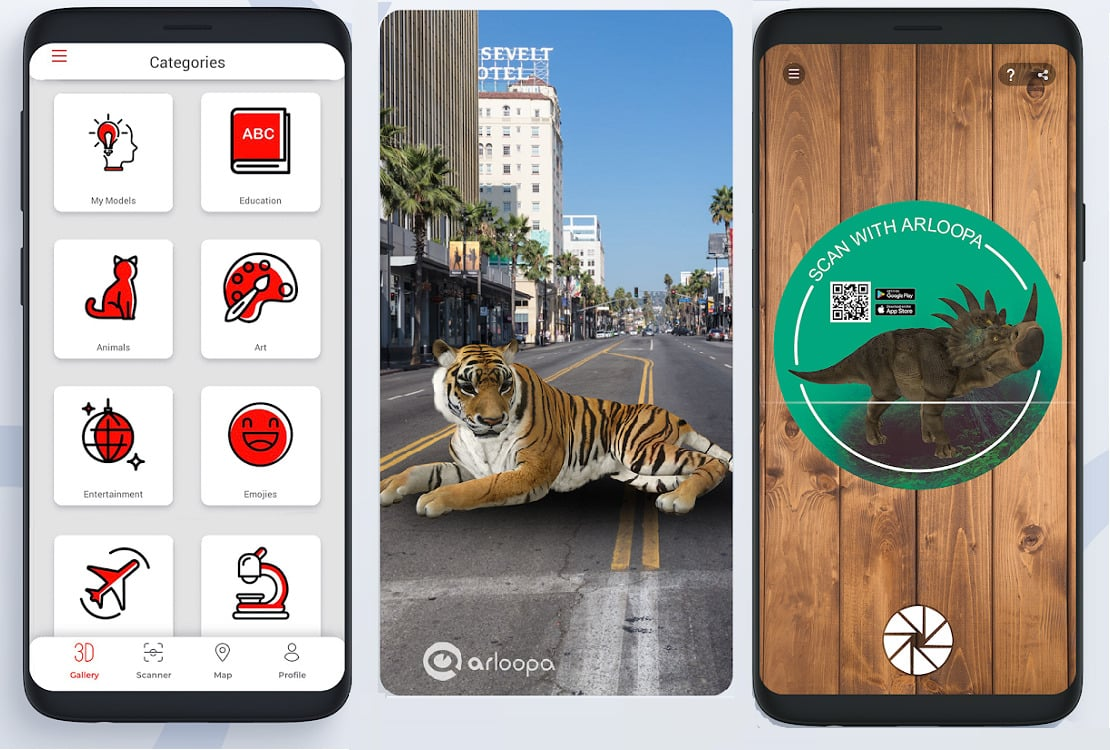 Categories
My Models
ABC
Education
Animals
Art
Entertainment
Emojies
3D
Gallery
Scanner
Map
Profile
SEVELT
OTEL
arloopa
?
SCAN WITH ARLOOPA
Google Play
App Store